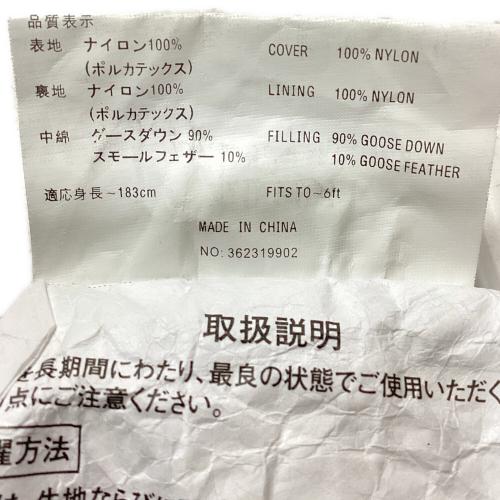 品質表示
表地 ナイロン100% COVER 100% NYLON
(ポルカテックス)
裏地 ナイロン100% LINING 100% NYLON
(ポルカテックス)
中綿 グースダウン 90% FILLING 90% GOOSE DOWN
スモールフェザー 10% 10% GOOSE FEATHER
適応身長~183cm FITS TO~6ft
MADE IN CHINA
NO: 362319902
取扱説明
を長期間にわたり、最良の状態でご使用いただく
点にご注意ください。
濯方法
生地ならび